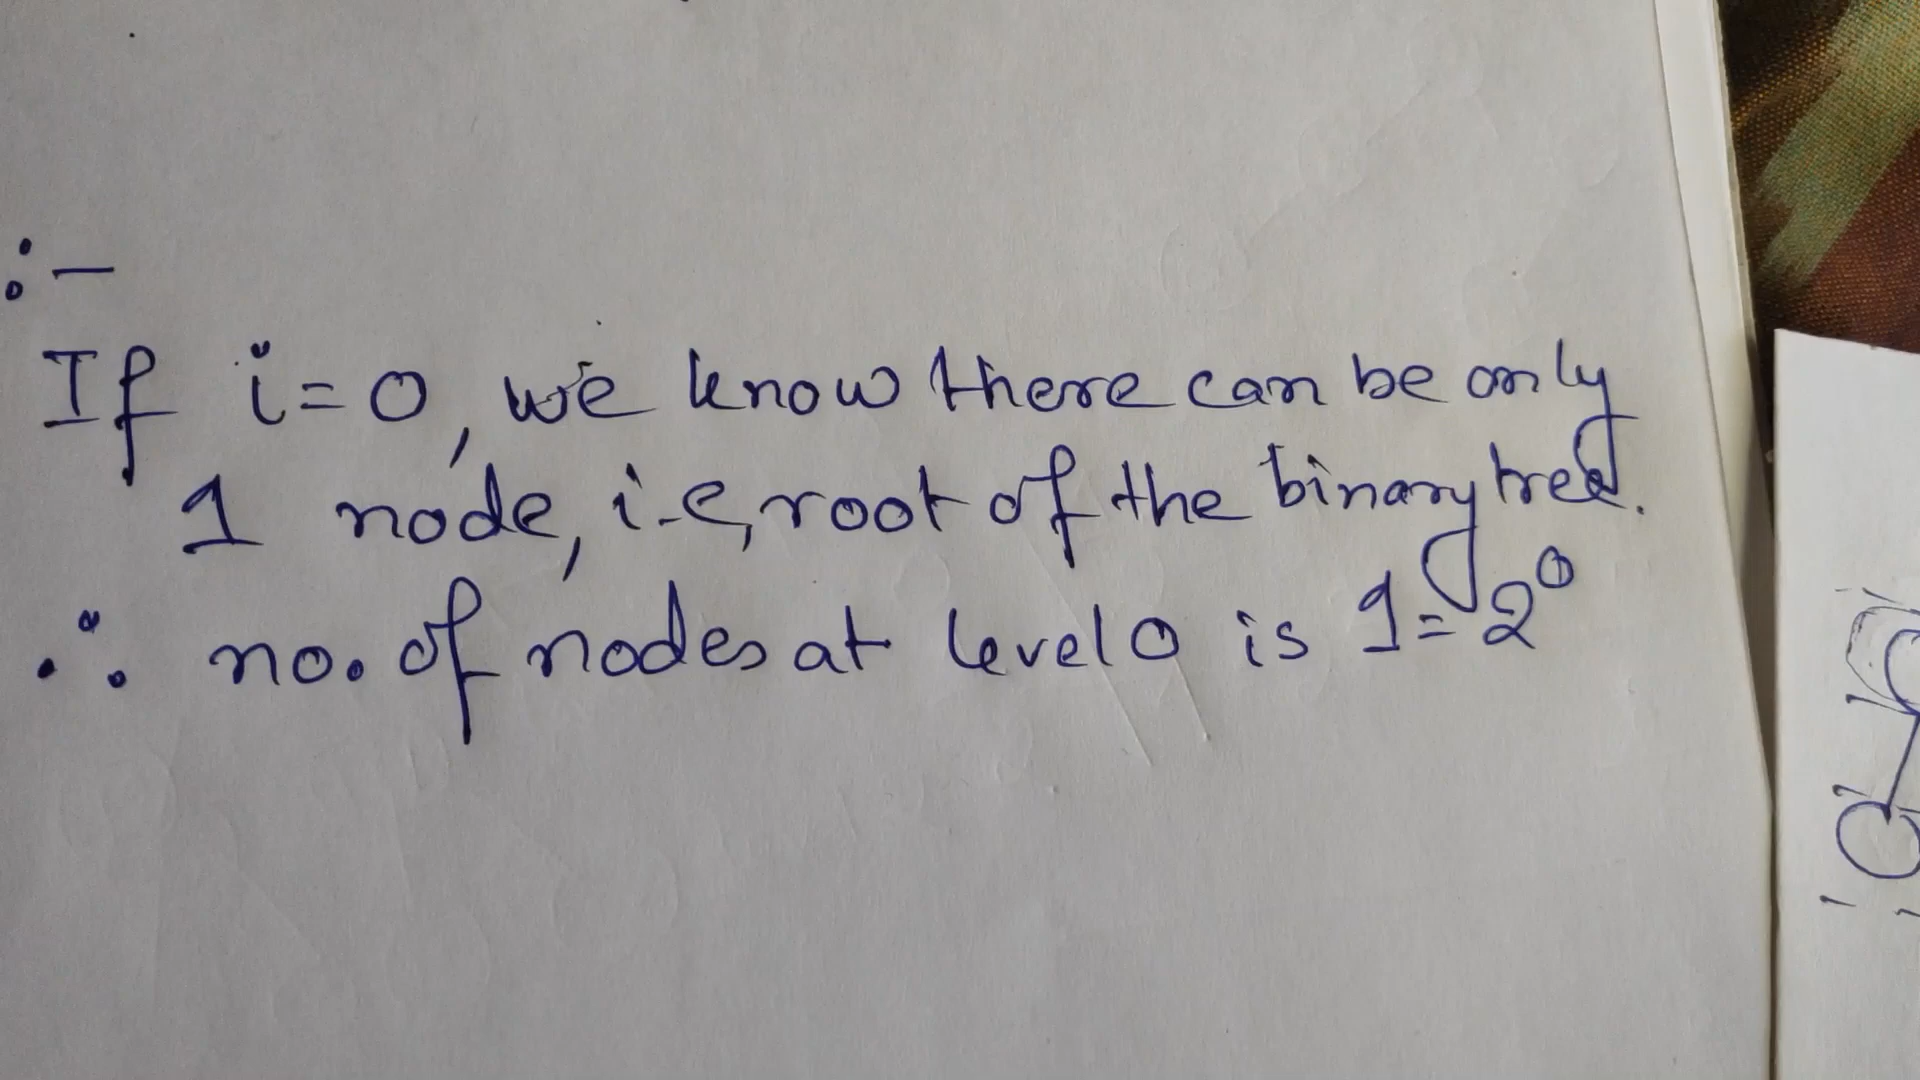 :-
If i=0, we know there can be only
1 node, i.e, root of the binary tree.
∴ no. of nodes at level 0 is 1=2⁰